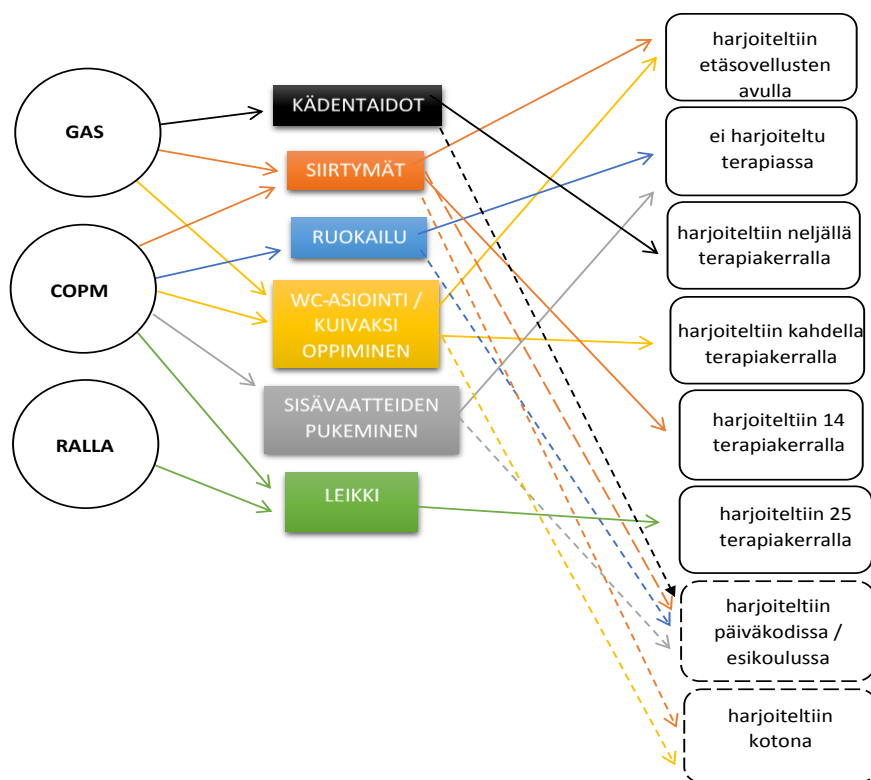 GAS
COPM
RALLA
KÄDENTAIDOT
SIIRTYMÄT
RUOKAILU
WC-ASIOINTI /
KUIVAKSI
OPPIMINEN
SISÄVAATTEIDEN
PUKEMINEN
LEIKKI
harjoiteltiin
etäsovellusten
avulla
ei harjoiteltu
terapiassa
harjoiteltiin neljällä
terapiakerralla
harjoiteltiin kahdella
terapiakerralla
harjoiteltiin 14
terapiakerralla
harjoiteltiin 25
terapiakerralla
harjoiteltiin
päiväkodissa /
esikoulussa
harjoiteltiin
kotona